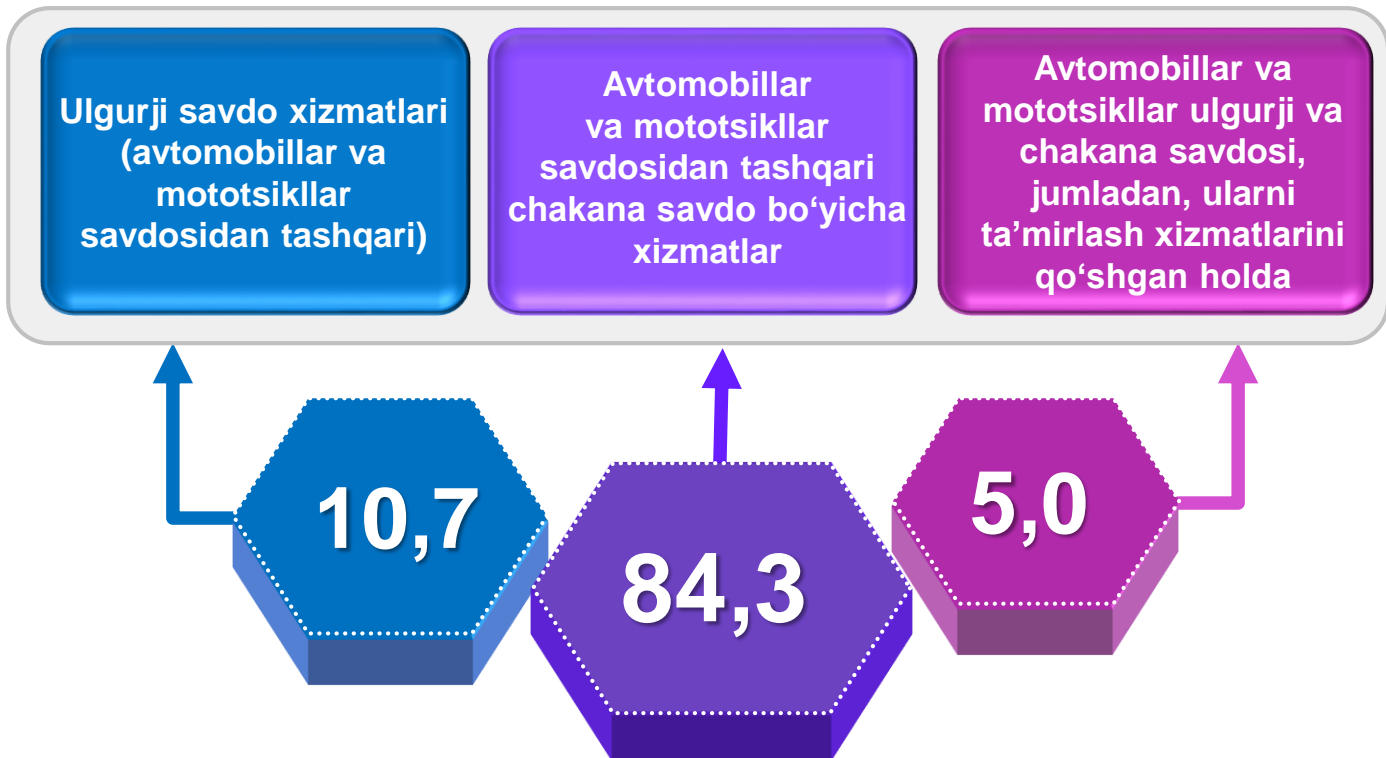 Ulgurji savdo xizmatlari
(avtomobillar va
mototsikllar
savdosidan tashqari)
Avtomobillar
va mototsikllar
savdosidan tashqari
chakana savdo bo‘yicha
xizmatlar
Avtomobillar va
mototsikllar ulgurji va
chakana savdosi,
jumladan, ularni
ta’mirlash xizmatlarini
qo‘shgan holda
10,7
84,3
5,0